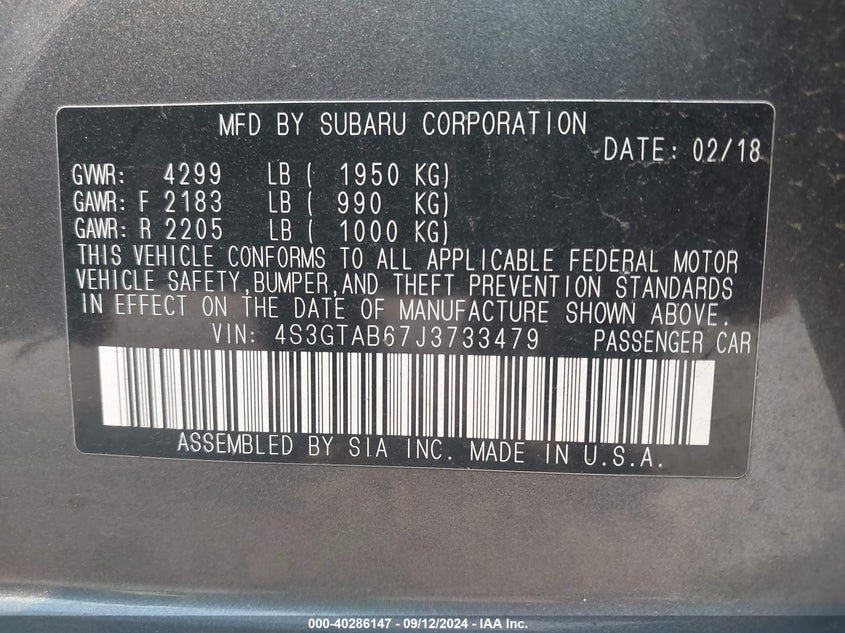 MFD BY SUBARU CORPORATION
DATE: 02/18
GVWR: 4299 LB ( 1950 KG)
GAWR: F 2183 LB ( 990 KG)
GAWR: R 2205 LB ( 1000 KG)
THIS VEHICLE CONFORMS TO ALL APPLICABLE FEDERAL MOTOR
VEHICLE SAFETY,BUMPER,AND THEFT PREVENTION STANDARDS
IN EFFECT ON THE DATE OF MANUFACTURE SHOWN ABOVE.
VIN: 4S3GTAB67J3733479 PASSENGER CAR
ASSEMBLED BY SIA INC. MADE IN U.S.A.
000-40286147 - 09/12/2024 - IAA Inc.